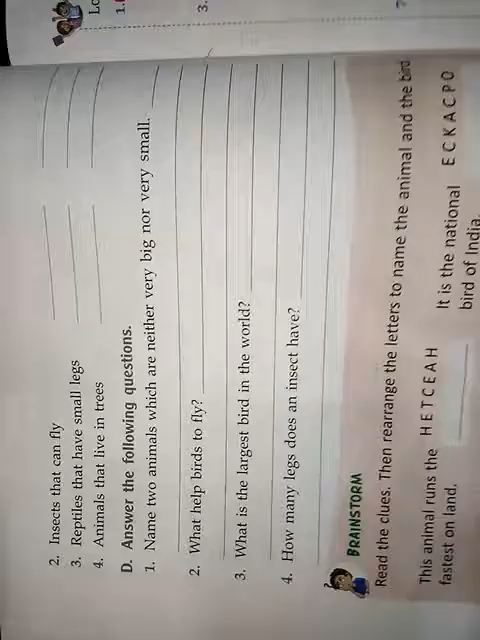 Lo
1.
3.
2. Insects that can fly
3. Reptiles that have small legs
4. Animals that live in trees
D. Answer the following questions.
1. Name two animals which are neither very big nor very small.
2. What help birds to fly?
3. What is the largest bird in the world?
4. How many legs does an insect have?
BRAINSTORM
Read the clues. Then rearrange the letters to name the animal and the bird
This animal runs the H E T C E A H
fastest on land.
It is the national E C K A C P O
bird of India.